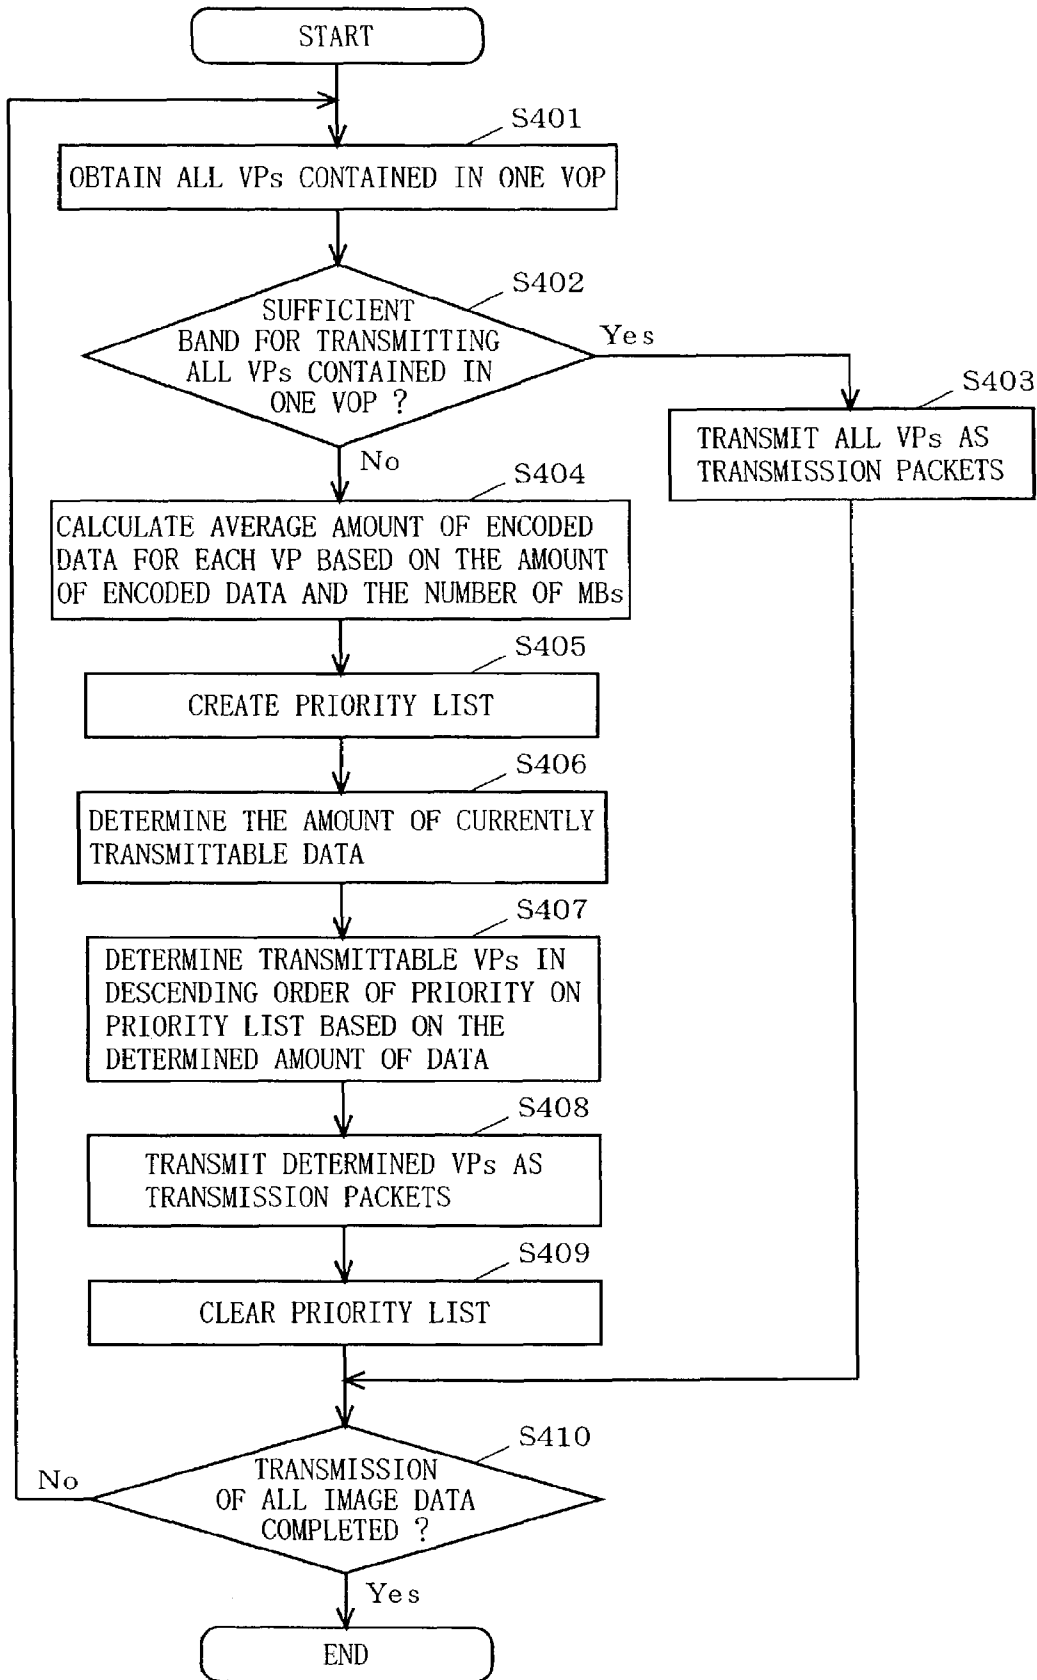 START
S401
OBTAIN ALL VPs CONTAINED IN ONE VOP
S402
SUFFICIENT
BAND FOR TRANSMITTING
ALL VPs CONTAINED IN
ONE VOP ?
Yes
S403
TRANSMIT ALL VPs AS
TRANSMISSION PACKETS
No
S404
CALCULATE AVERAGE AMOUNT OF ENCODED
DATA FOR EACH VP BASED ON THE AMOUNT
OF ENCODED DATA AND THE NUMBER OF MBs
S405
CREATE PRIORITY LIST
S406
DETERMINE THE AMOUNT OF CURRENTLY
TRANSMITTABLE DATA
S407
DETERMINE TRANSMITTABLE VPs IN
DESCENDING ORDER OF PRIORITY ON
PRIORITY LIST BASED ON THE
DETERMINED AMOUNT OF DATA
S408
TRANSMIT DETERMINED VPs AS
TRANSMISSION PACKETS
S409
CLEAR PRIORITY LIST
S410
TRANSMISSION
OF ALL IMAGE DATA
COMPLETED ?
No
Yes
END